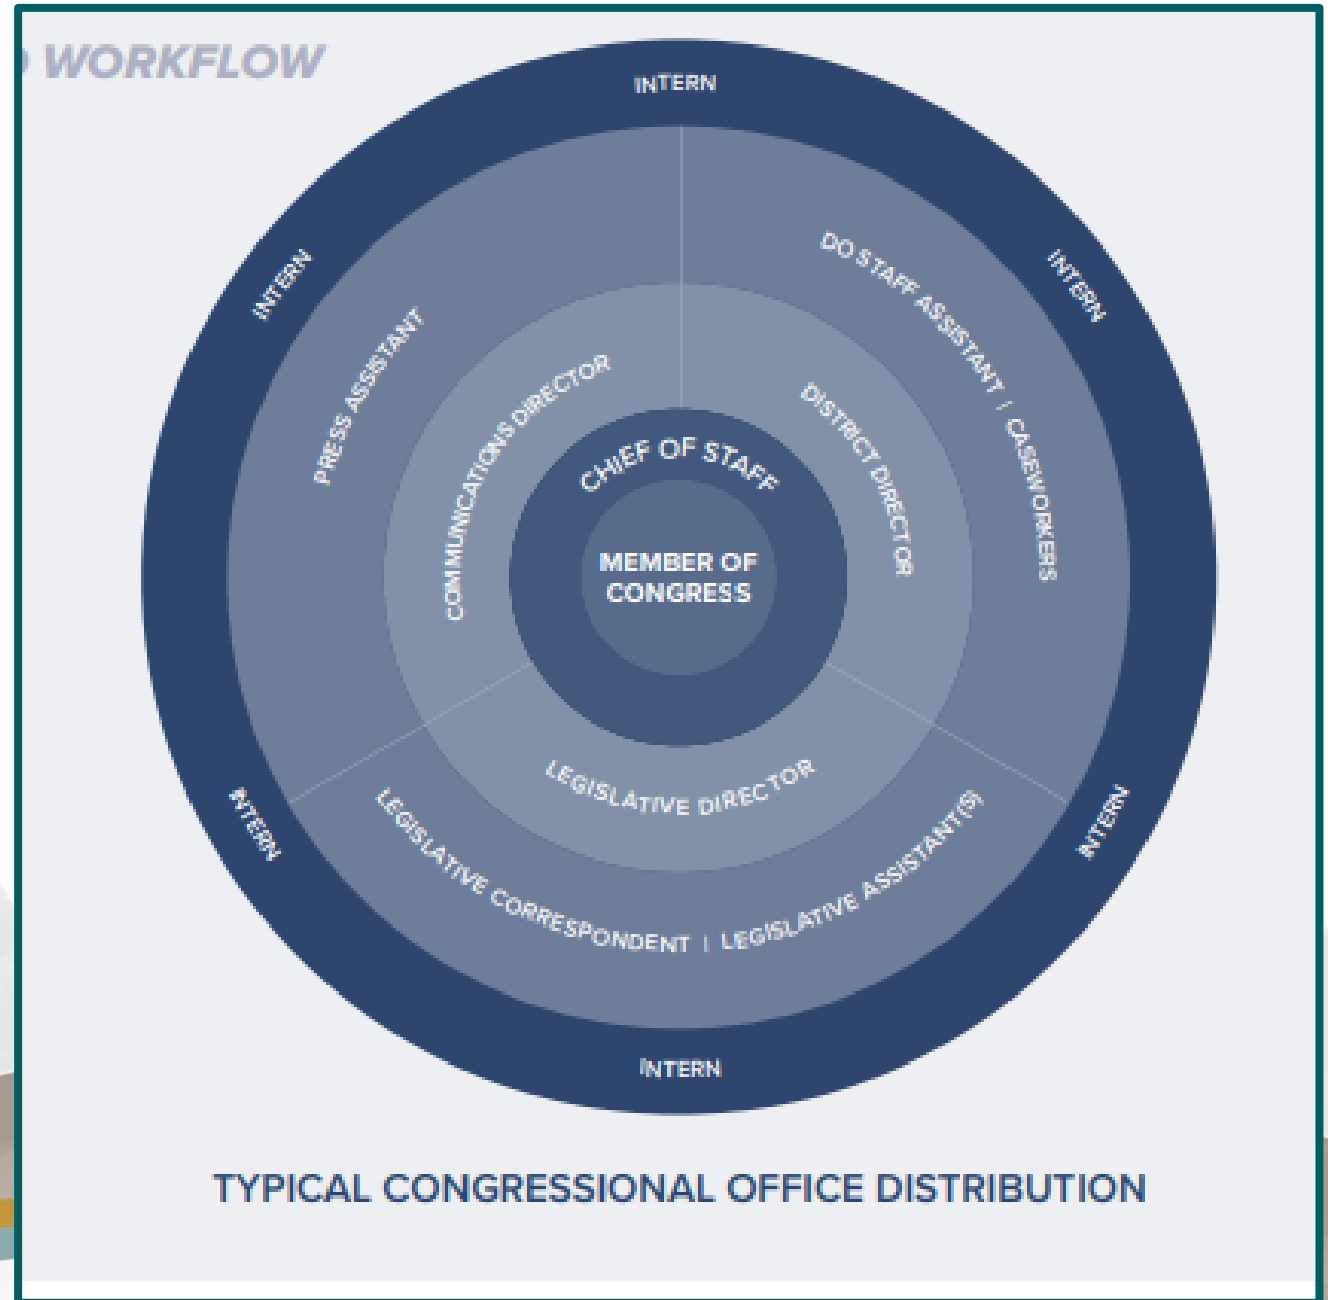 WORKFLOW
INTERN
INTERN
INTERN
PRESS ASSISTANT
DO STAFF ASSISTANT | CASEWORKERS
COMMUNICATIONS DIRECTOR
DISTRICT DIRECTOR
CHIEF OF STAFF
MEMBER OF
CONGRESS
LEGISLATIVE DIRECTOR
LEGISLATIVE CORRESPONDENT | LEGISLATIVE ASSISTANT(S)
INTERN
INTERN
INTERN
TYPICAL CONGRESSIONAL OFFICE DISTRIBUTION